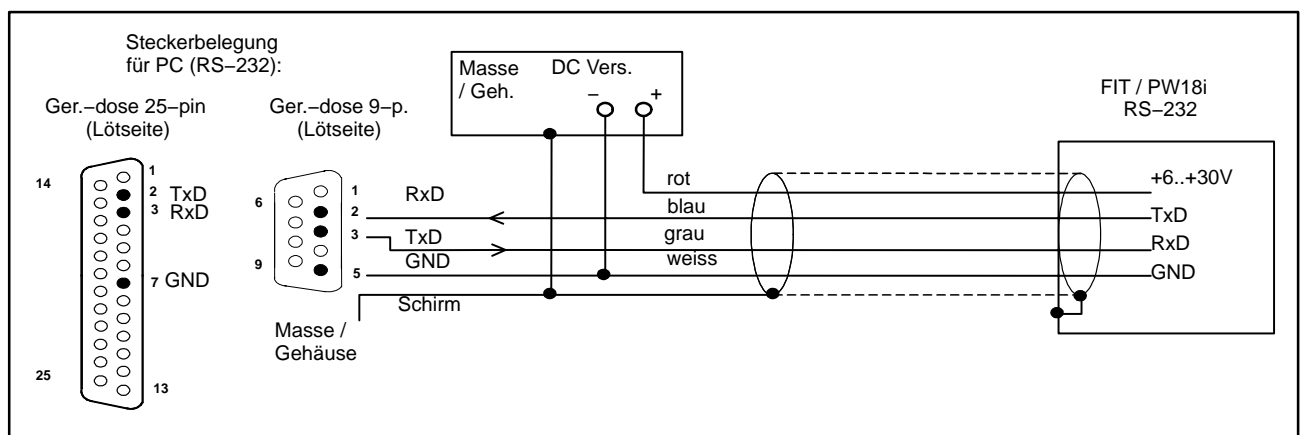 Steckerbelegung
für PC (RS–232):
Ger.–dose 25–pin
(Lötseite)
14
1
2 TxD
3 RxD
7 GND
25
13
Ger.–dose 9–p.
(Lötseite)
6
9
1
2
3
5
RxD
TxD
GND
Schirm
Masse /
Gehäuse
Masse
/ Geh.
DC Vers.
– +
rot
blau
grau
weiss
FIT / PW18i
RS–232
+6..+30V
TxD
RxD
GND